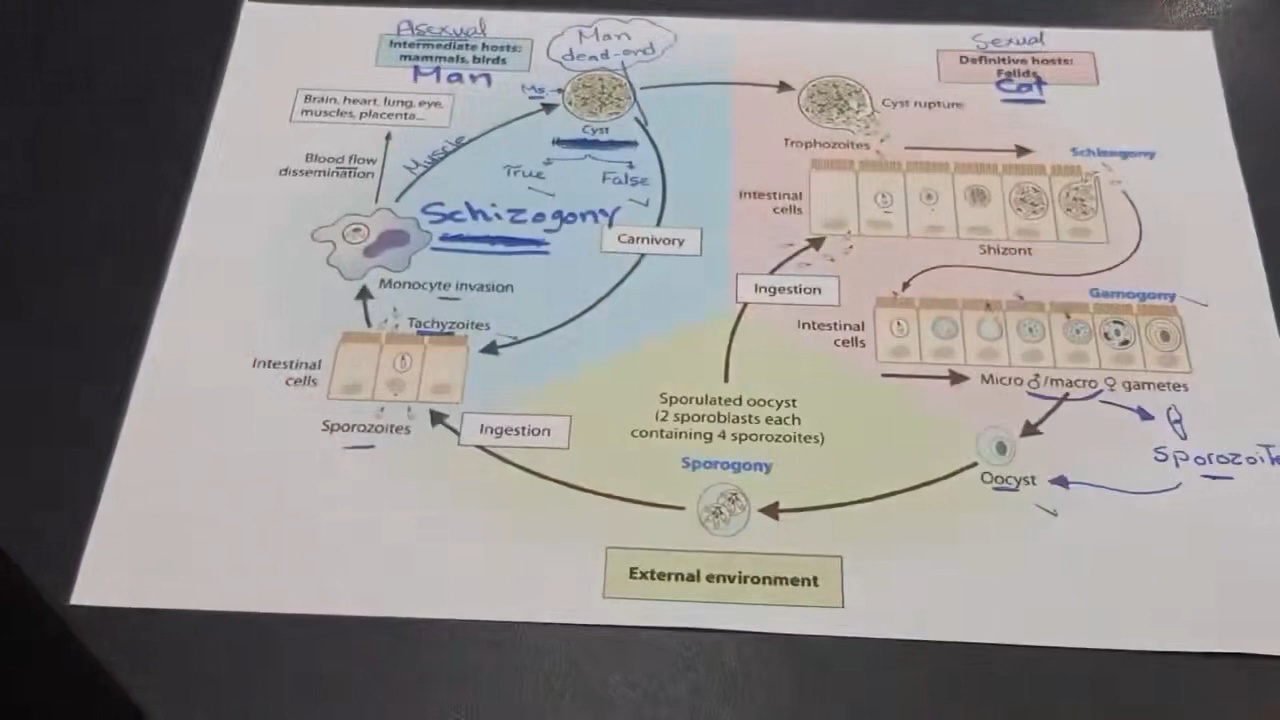 Asexual
Intermediate hosts:
mammals, birds
Man
Man
dead-end
Sexual
Definitive hosts:
Felids
Cat
Brain, heart, lung, eye,
muscles, placenta...
Blood flow
dissemination
Muscle
Ms.
Cyst
True
False
Schizogony
Carnivory
Monocyte invasion
Tachyzoites
Intestinal
cells
Sporozoites
Ingestion
Cyst rupture
Trophozoites
Intestinal
cells
Shizont
Ingestion
Gamogony
Intestinal
cells
Micro ♂/macro ♀ gametes
Sporulated oocyst
(2 sporoblasts each
containing 4 sporozoites)
Sporogony
Oocyst
External environment